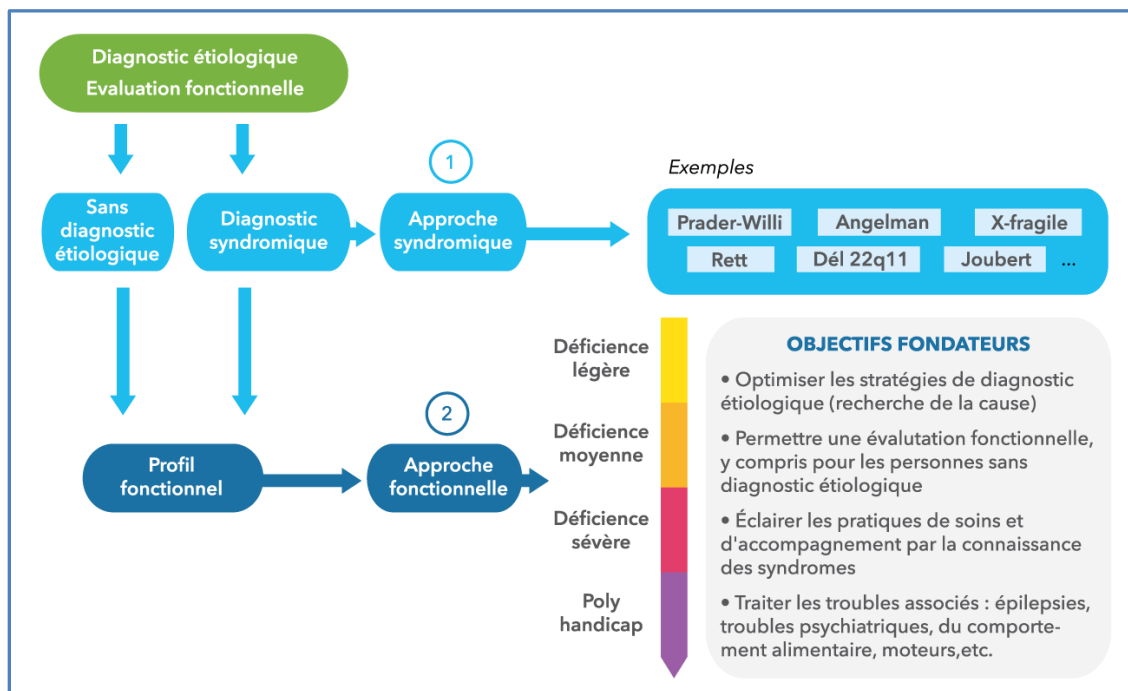 Diagnostic étiologique
Evaluation fonctionnelle
1
Exemples
Sans
diagnostic
étiologique
Diagnostic
syndromique
Approche
syndromique
Prader-Willi
Angelman
X-fragile
Rett
Dél 22q11
Joubert
...
2
Profil
fonctionnel
Approche
fonctionnelle
Déficience
légère
Déficience
moyenne
Déficience
sévère
Poly
handicap
OBJECTIFS FONDATEURS
• Optimiser les stratégies de diagnostic
étiologique (recherche de la cause)
• Permettre une évalutation fonctionnelle,
y compris pour les personnes sans
diagnostic étiologique
• Éclairer les pratiques de soins et
d'accompagnement par la connaissance
des syndromes
• Traiter les troubles associés : épilepsies,
troubles psychiatriques, du comporte-
ment alimentaire, moteurs,etc.